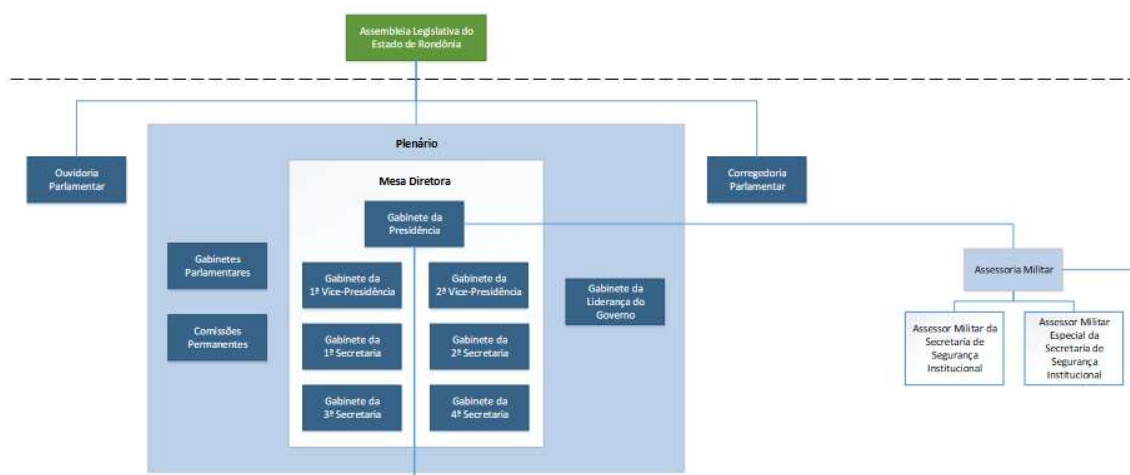 Assembleia Legislativa do
Estado de Rondônia
Plenário
Ouvidoria
Parlamentar
Corregedoria
Parlamentar
Mesa Diretora
Gabinete da
Presidência
Gabinetes
Parlamentares
Comissões
Permanentes
Gabinete da
1ª Vice-Presidência
Gabinete da
2ª Vice-Presidência
Gabinete da
1ª Secretaria
Gabinete da
2ª Secretaria
Gabinete da
3ª Secretaria
Gabinete da
4ª Secretaria
Gabinete da
Liderança do
Governo
Assessoria Militar
Assessor Militar da
Secretaría de
Segurança
Institucional
Assessor Militar
Especial da
Secretaria de
Segurança
Institucional